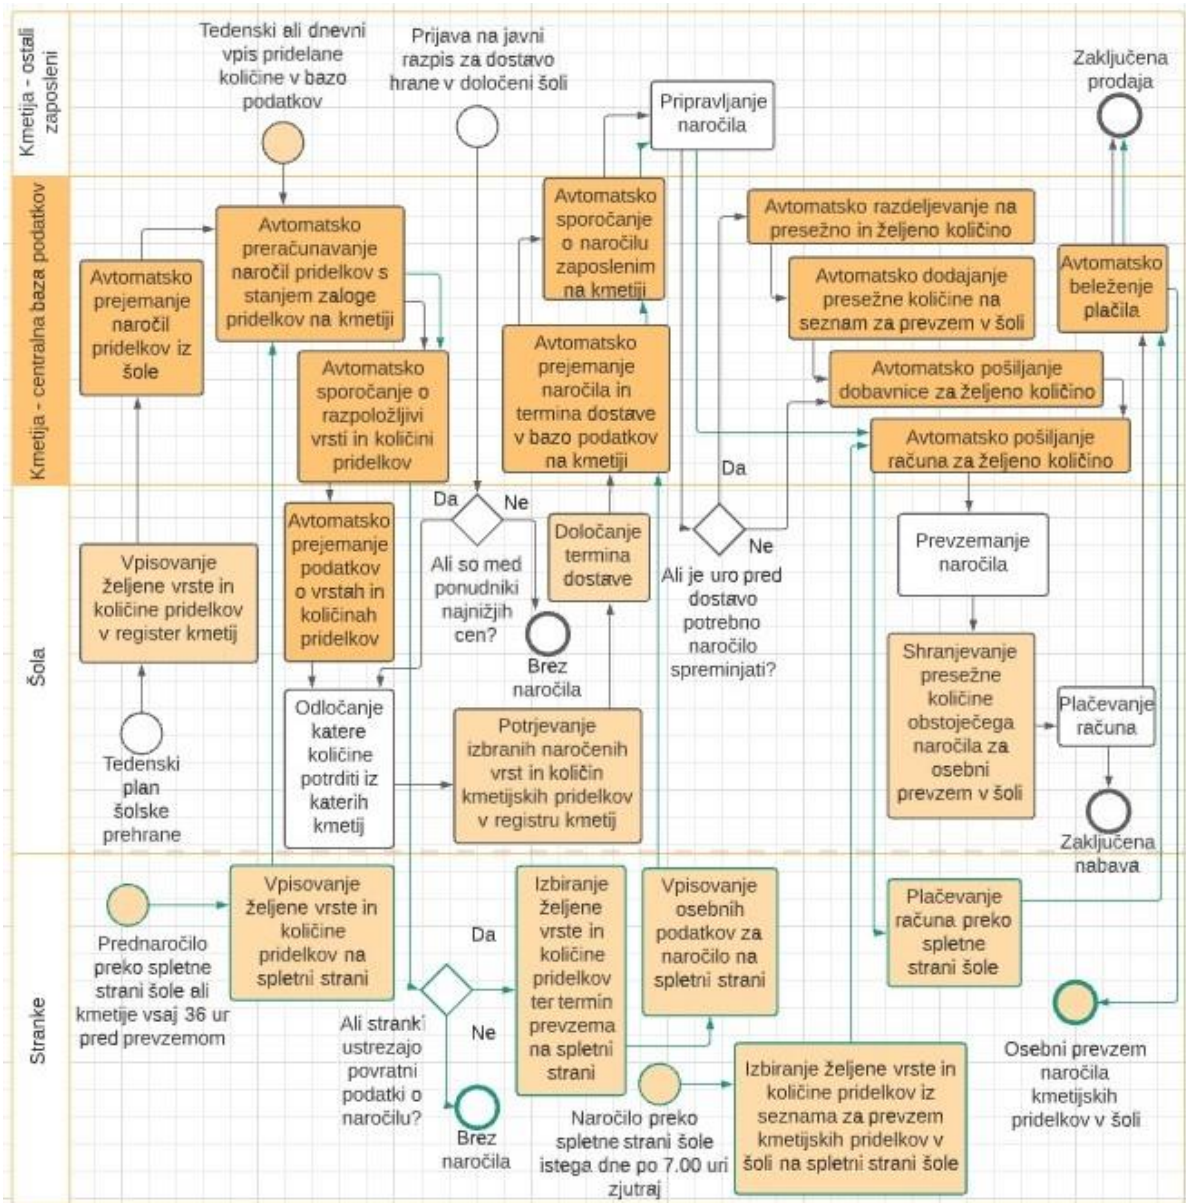 Kmetija - ostali
zaposleni
Tedenski ali dnevni
vpis pridelane
količine v bazo
podatkov
Prijava na javni
razpis za dostavo
hrane v določeni šoli
Pripravljanje
naročila
Zaključena
prodaja
Kmetija - centralna baza podatkov
Avtomatsko
prejemanje
naročil
pridelkov iz
šole
Avtomatsko
preračunavanje
naročil pridelkov s
stanjem zaloge
pridelkov na kmetiji
Avtomatsko
sporočanje o
razpoložljivi
vrsti in količini
pridelkov
Avtomatsko
sporočanje
o naročilu
zaposlenim
na kmetiji
Avtomatsko
prejemanje
naročila in
termina dostave
v bazo podatkov
na kmetiji
Avtomatsko razdeljevanje na
presežno in željeno količino
Avtomatsko dodajanje
presežne količine na
seznam za prevzem v šoli
Avtomatsko pošiljanje
dobavnice za željeno količino
Avtomatsko pošiljanje
računa za željeno količino
Avtomatsko
beleženje
plačila
Šola
Vpisovanje
željene vrste in
količine pridelkov
v register kmetij
Tedenski
plan
šolske
prehrane
Avtomatsko
prejemanje
podatkov
o vrstah in
količinah
pridelkov
Odločanje
katere
količine
potrditi iz
katerih
kmetij
Da
Ne
Ali so med
ponudniki
najnižjih
cen?
Brez
naročila
Potrjevanje
izbranih naročenih
vrst in količin
kmetijskih pridelkov
v registru kmetij
Določanje
termina
dostave
Da
Ne
Ali je uro pred
dostavo
potrebno
naročilo
spreminjati?
Prevzemanje
naročila
Shranjevanje
presežne
količine
obstoječega
naročila za
osebni
prevzem v šoli
Plačevanje
računa
Zaključena
nabava
Stranke
Prednaročilo
preko spletne
strani šole ali
kmetije vsaj 36 ur
pred prevzemom
Vpisovanje
željene vrste in
količine
pridelkov na
spletni strani
Da
Ne
Ali stranki
ustrezajo
povratni
podatki o
naročilu?
Brez
naročila
Izbiranje
željene
vrste in
količine
pridelkov
ter termin
prevzema
na spletni
strani
Vpisovanje
osebnih
podatkov za
naročilo na
spletni strani
Naročilo preko
spletne strani šole
istega dne po 7.00 uri
zjutraj
Izbiranje željene vrste in
količine pridelkov iz
seznama za prevzem
kmetijskih pridelkov v
šoli na spletni strani šole
Plačevanje
računa preko
spletne
strani šole
Osebni prevzem
naročila
kmetijskih
pridelkov v šoli